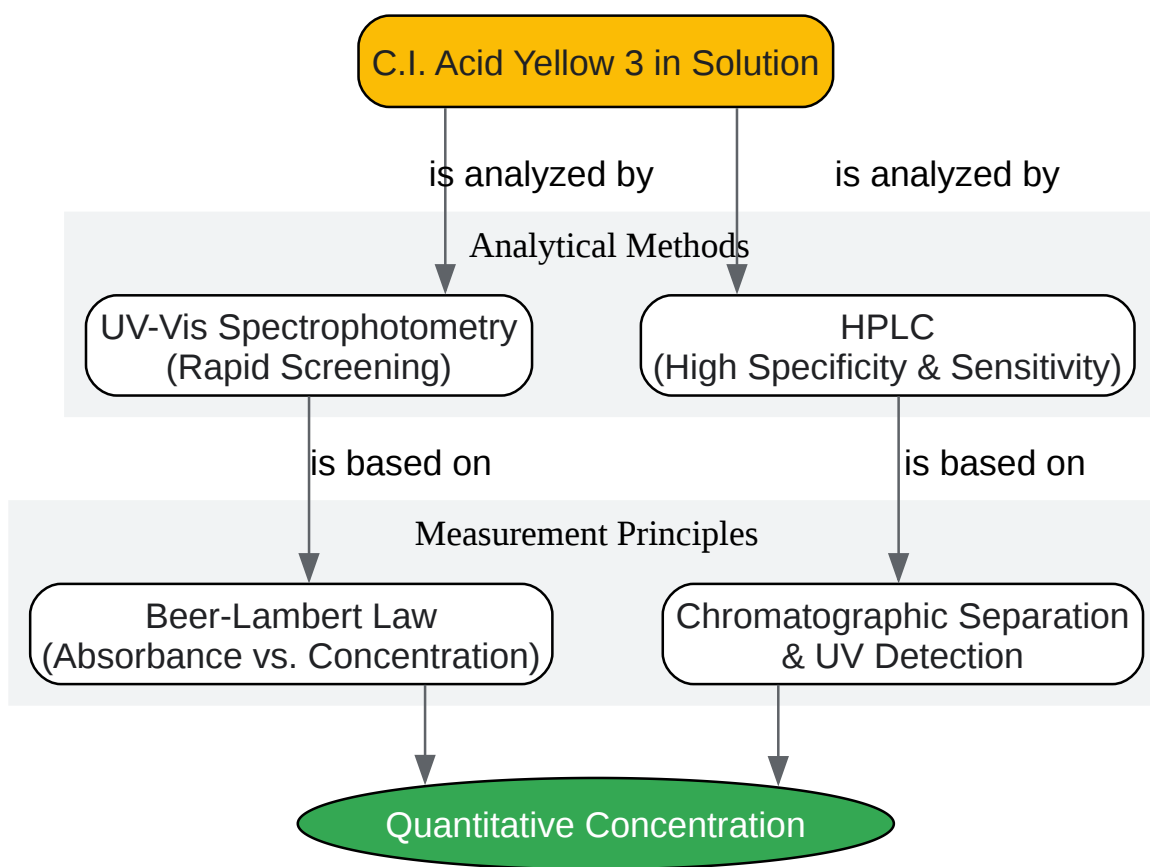 C.I. Acid Yellow 3 in Solution
is analyzed by
is analyzed by
Analytical Methods
UV-Vis Spectrophotometry
(Rapid Screening)
HPLC
(High Specificity & Sensitivity)
is based on
is based on
Measurement Principles
Beer-Lambert Law
(Absorbance vs. Concentration)
Chromatographic Separation
& UV Detection
Quantitative Concentration